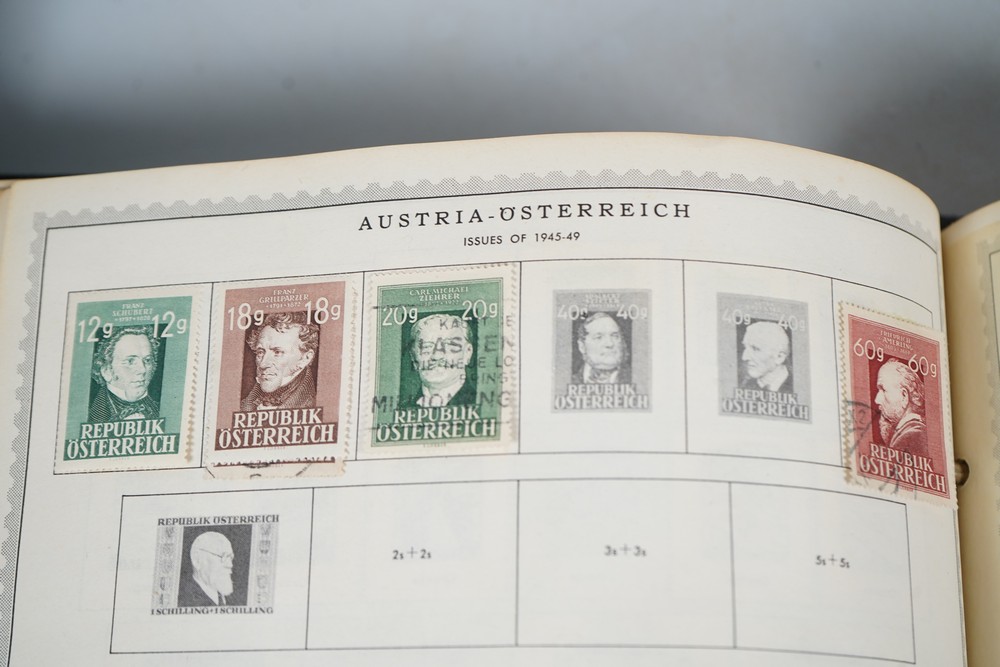 AUSTRIA-ÖSTERREICH
ISSUES OF 1945-49
FRANZ
SCHUBERT
12g 12g
REPUBLIK
ÖSTERREICH
FRANZ
GRILLPARZER
18g 18g
REPUBLIK
ÖSTERREICH
CARL MICHAEL
ZIEHRER
20g 20g
REPUBLIK
ÖSTERREICH
40g 40g
REPUBLIK
ÖSTERREICH
40g 40g
REPUBLIK
ÖSTERREICH
FRIEDRICH
AMERLING
60g 60g
REPUBLIK
ÖSTERREICH
REPUBLIK ÖSTERREICH
1 SCHILLING+1 SCHILLING
2s+2s
3s+3s
5s+5s